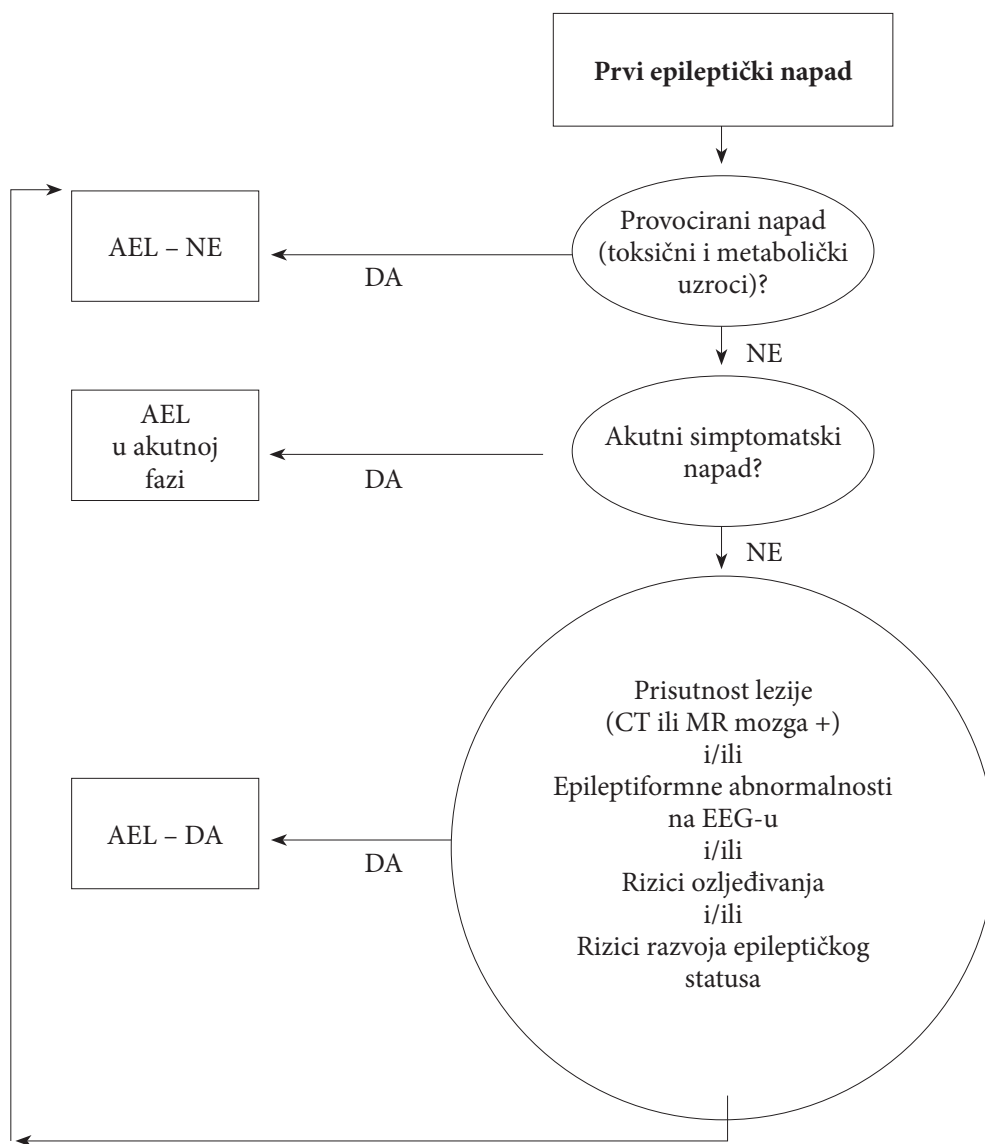 Prvi epileptički napad
Provocirani napad
(toksični i metabolički
uzroci)?
AEL – NE
DA
NE
AEL
u akutnoj
fazi
Akutni simptomatski
napad?
DA
NE
Prisutnost lezije
(CT ili MR mozga +)
i/ili
Epileptiformne abnormalnosti
na EEG-u
i/ili
Rizici ozljeđivanja
i/ili
Rizici razvoja epileptičkog
statusa
AEL – DA
DA